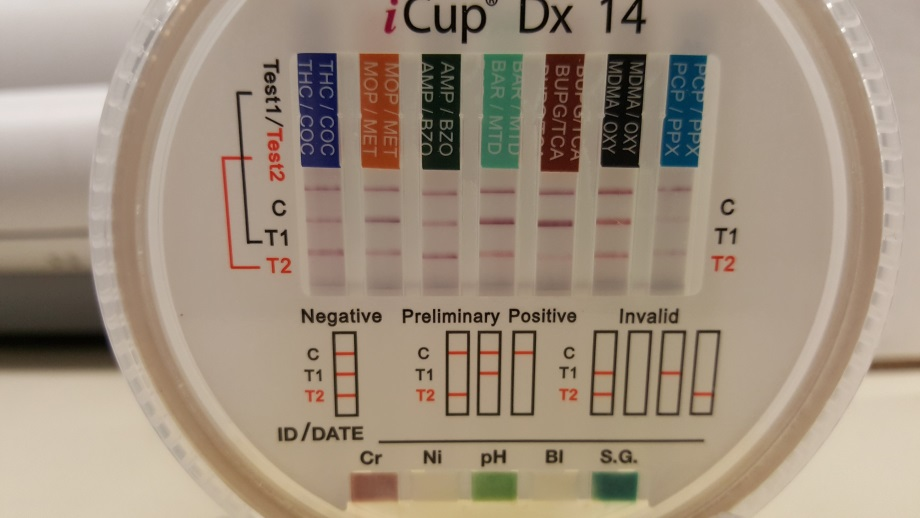 iCup® Dx 14
Test1/Test2
THC / COC THC / COC
MOP / MET MOP / MET
AMP / BZO AMP / BZO
BAR / MTD BAR / MTD
BUPG/TCA BUPG/TCA
MDMA/OXY MDMA/OXY
PCP / PPX PCP / PPX
C C
T1 T1
T2 T2
Negative Preliminary Positive Invalid
C C C
T1 T1 T1
T2 T2 T2
ID/DATE
Cr Ni pH Bl S.G.